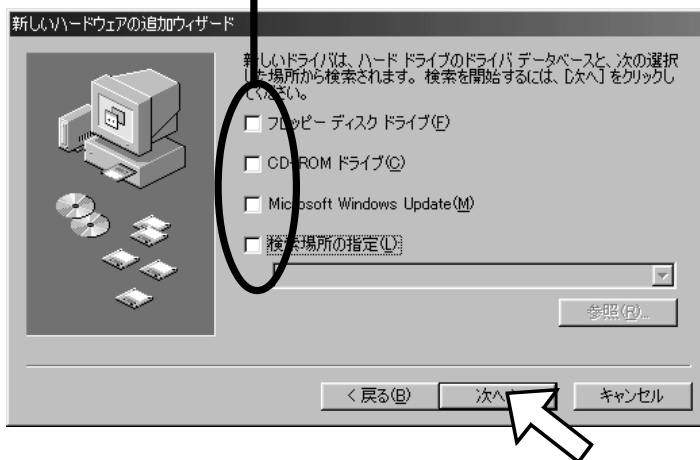 新しいハードウェアの追加ウィザード
新しいドライバは、ハード ドライブのドライバ データベースと、次の選択
した場所から検索されます。 検索を開始するには、[次へ] をクリックし
てください。
フロッピー ディスク ドライブ(F)
CD-ROM ドライブ(C)
Microsoft Windows Update(M)
検索場所の指定(L):
参照(R)...
< 戻る(B)
次へ
キャンセル